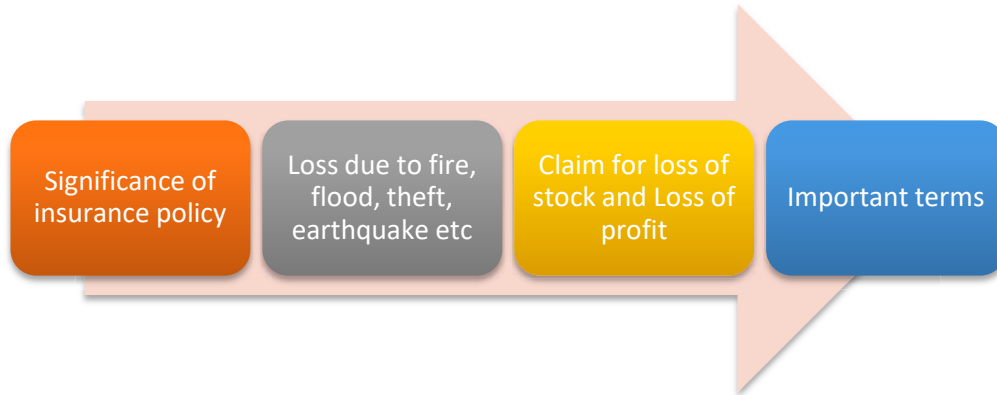 Significance of
insurance policy
Loss due to fire,
flood, theft,
earthquake etc
Claim for loss of
stock and Loss of
profit
Important terms